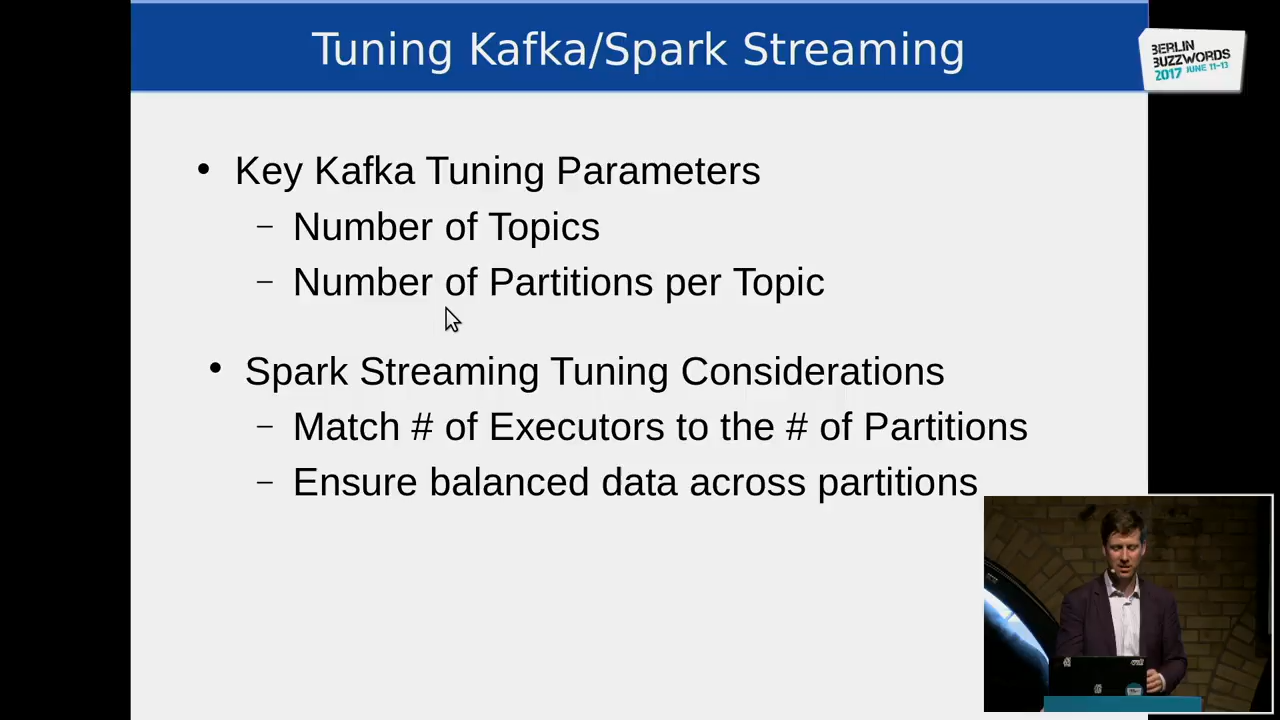 Tuning Kafka/Spark Streaming
BERLIN
BUZZWORDS
2017 JUNE 11-13
• Key Kafka Tuning Parameters
– Number of Topics
– Number of Partitions per Topic
• Spark Streaming Tuning Considerations
– Match # of Executors to the # of Partitions
– Ensure balanced data across partitions